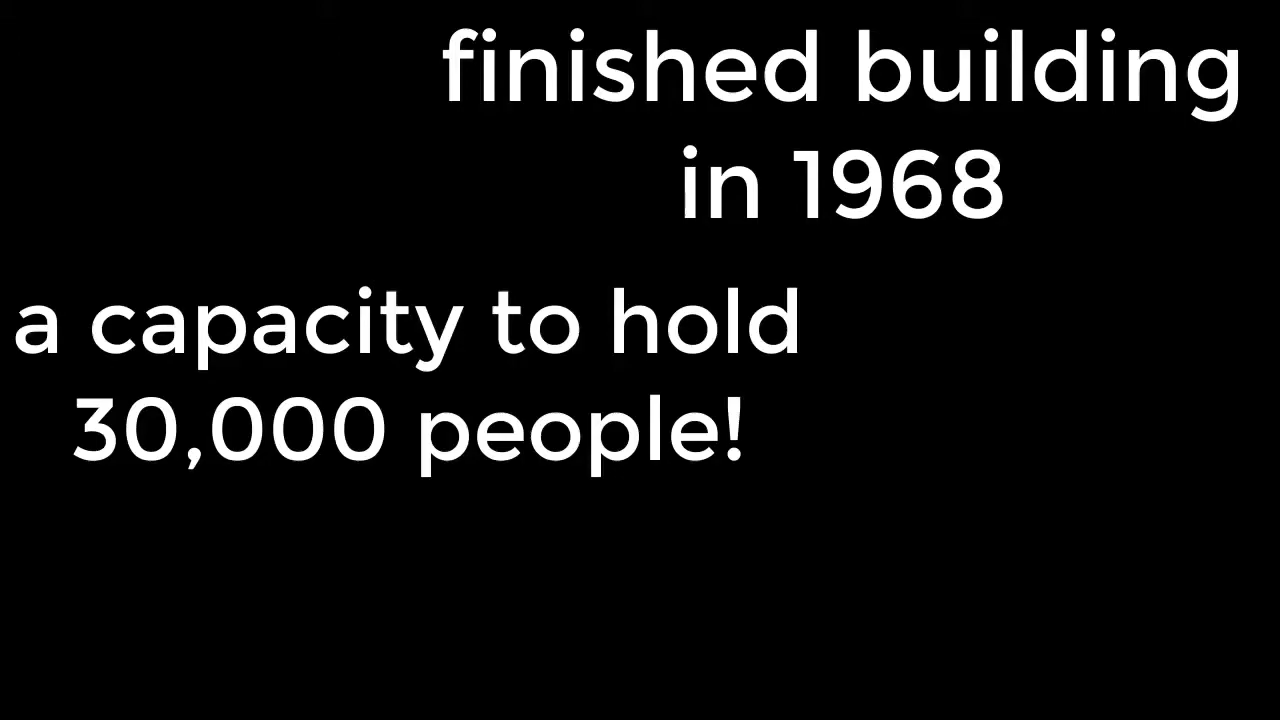 finished building
in 1968
a capacity to hold
30,000 people!